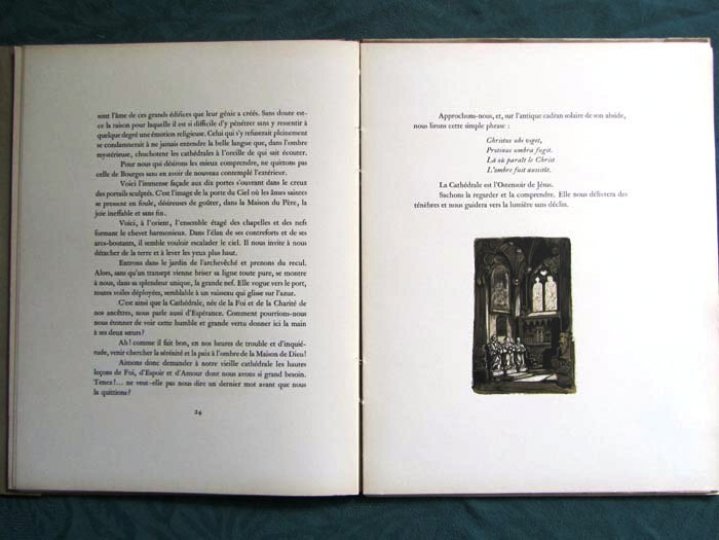 sont l'âme de ces grands édifices que leur génie a créés. Sans doute est-
ce la raison pour laquelle il est si difficile d'y pénétrer sans y ressentir à
quelque degré une émotion religieuse. Celui qui s'y refuserait pleinement
se condamnerait à ne jamais entendre la belle langue que, dans l'ombre
mystérieuse, chuchotent les cathédrales à l'oreille de qui sait écouter.
Pour nous qui désirons les mieux comprendre, ne quittons pas
celle de Bourges sans en avoir de nouveau contemplé l'extérieur.
Voici l'immense façade aux dix portes s'ouvrant dans le creux
des portails sculptés. C'est l'image de la porte du Ciel où les âmes saintes
se pressent en foule, désireuses de goûter, dans la Maison du Père, la
joie ineffable et sans fin.
Voici, à l'orient, l'ensemble étagé des chapelles et des nefs
formant le chevet harmonieux. Dans l'élan de ses contreforts et de ses
arcs-boutants, il semble vouloir escalader le ciel. Il nous invite à nous
détacher de la terre et à lever les yeux plus haut.
Entrons dans le jardin de l'archevêché et prenons du recul.
Alors, sans qu'un transept vienne briser sa ligne toute pure, se montre
à nous, dans sa splendeur unique, la grande nef. Elle vogue vers le port,
toutes voiles déployées, semblable à un vaisseau qui glisse sur l'azur.
C'est ainsi que la Cathédrale, née de la Foi et de la Charité de
nos ancêtres, nous parle aussi d'Espérance. Comment pourrions-nous
nous étonner de voir cette humble et grande vertu donner ici la main
à ses deux sœurs?
Ah! comme il fait bon, en nos heures de trouble et d'inquié-
tude, venir chercher la sérénité et la paix à l'ombre de la Maison de Dieu!
Aimons donc demander à notre vieille cathédrale les hautes
leçons de Foi, d'Espoir et d'Amour dont nous avons si grand besoin.
Tenez!... ne veut-elle pas nous dire un dernier mot avant que nous
la quittions?
24
Approchons-nous, et, sur l'antique cadran solaire de son abside,
nous lirons cette simple phrase :
Christus ubi viget,
Protinus umbra fugit.
Là où paraît le Christ
L'ombre fuit aussitôt.
La Cathédrale est l'Ostensoir de Jésus.
Sachons la regarder et la comprendre. Elle nous délivrera des
ténèbres et nous guidera vers la lumière sans déclin.